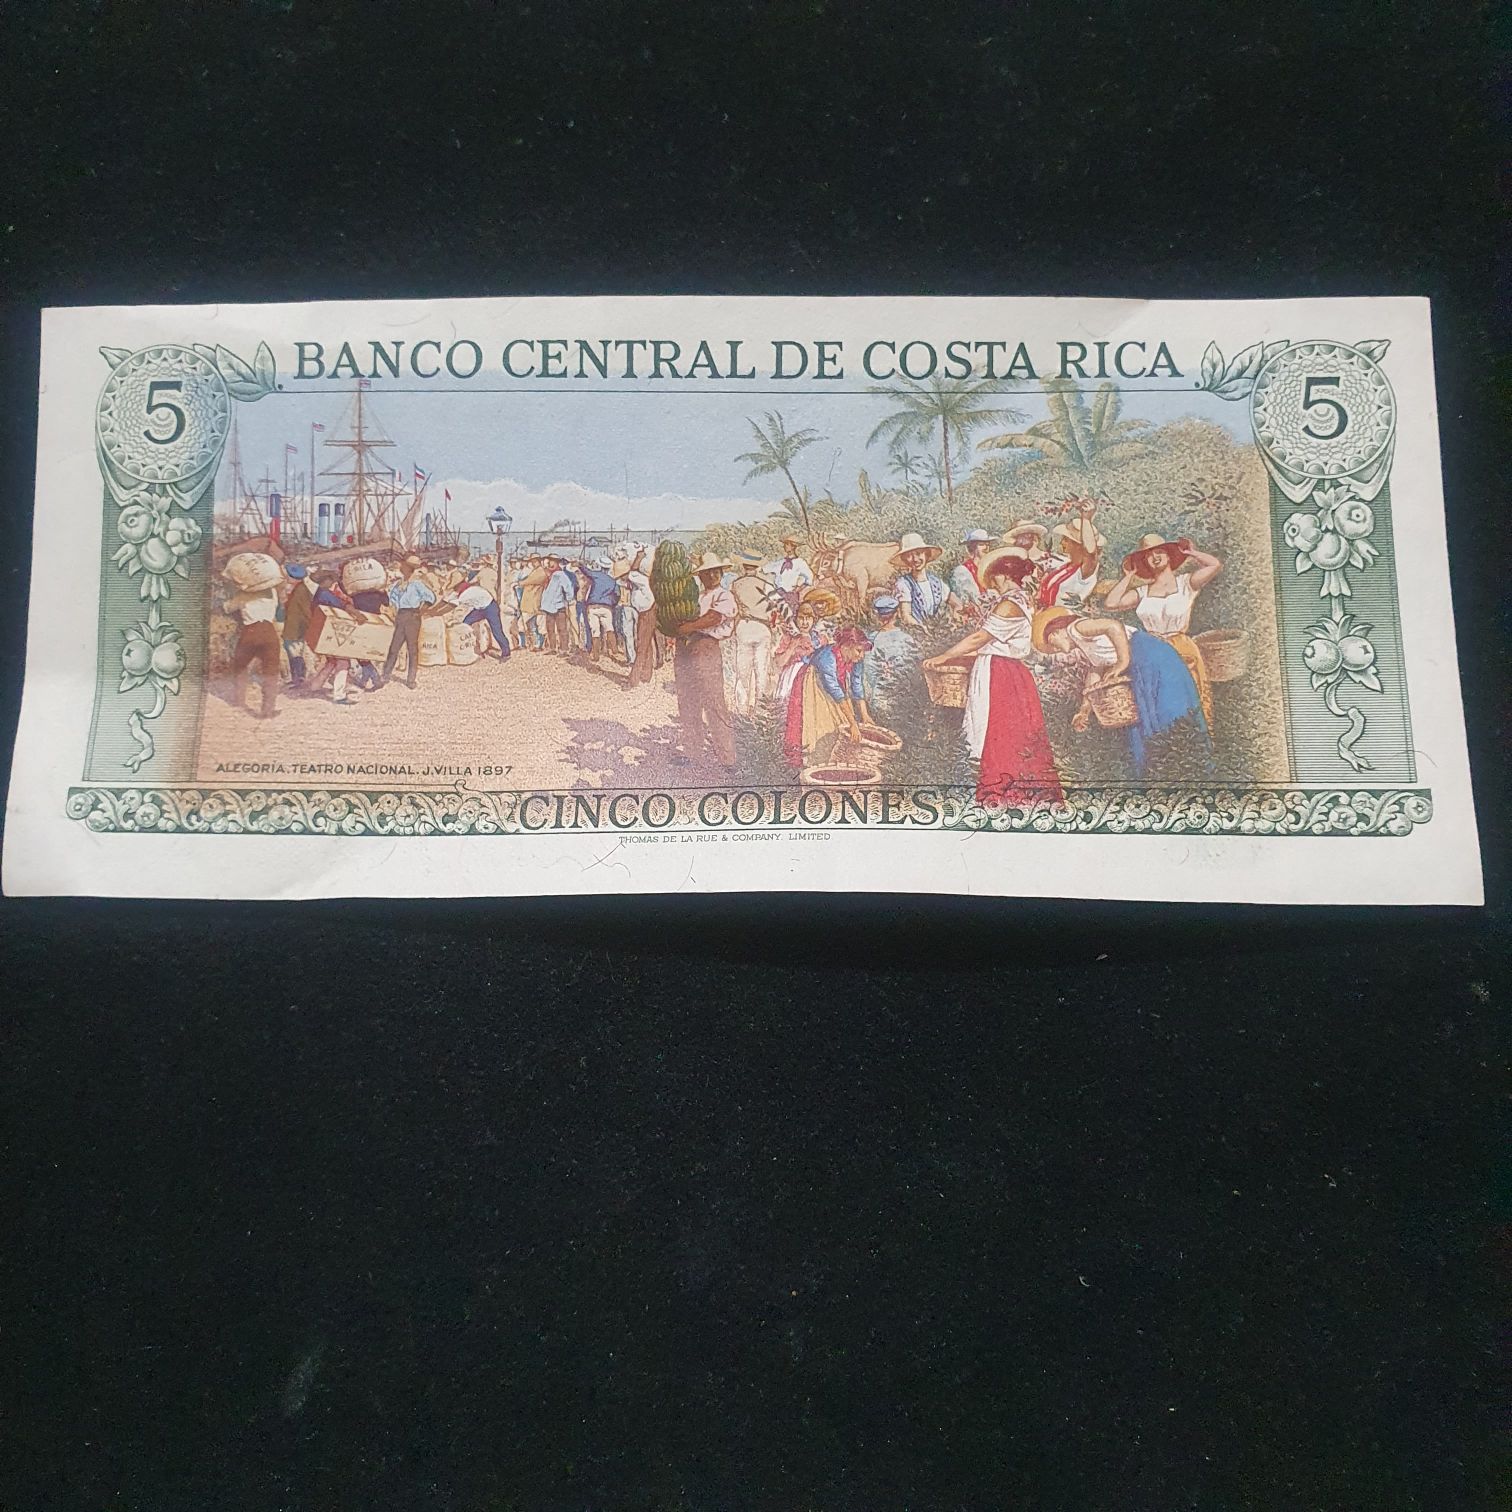 BANCO CENTRAL DE COSTA RICA
5
5
ALEGORÍA. TEATRO NACIONAL. J. VILLA 1897
CINCO COLONES
THOMAS DE LA RUE & COMPANY. LIMITED